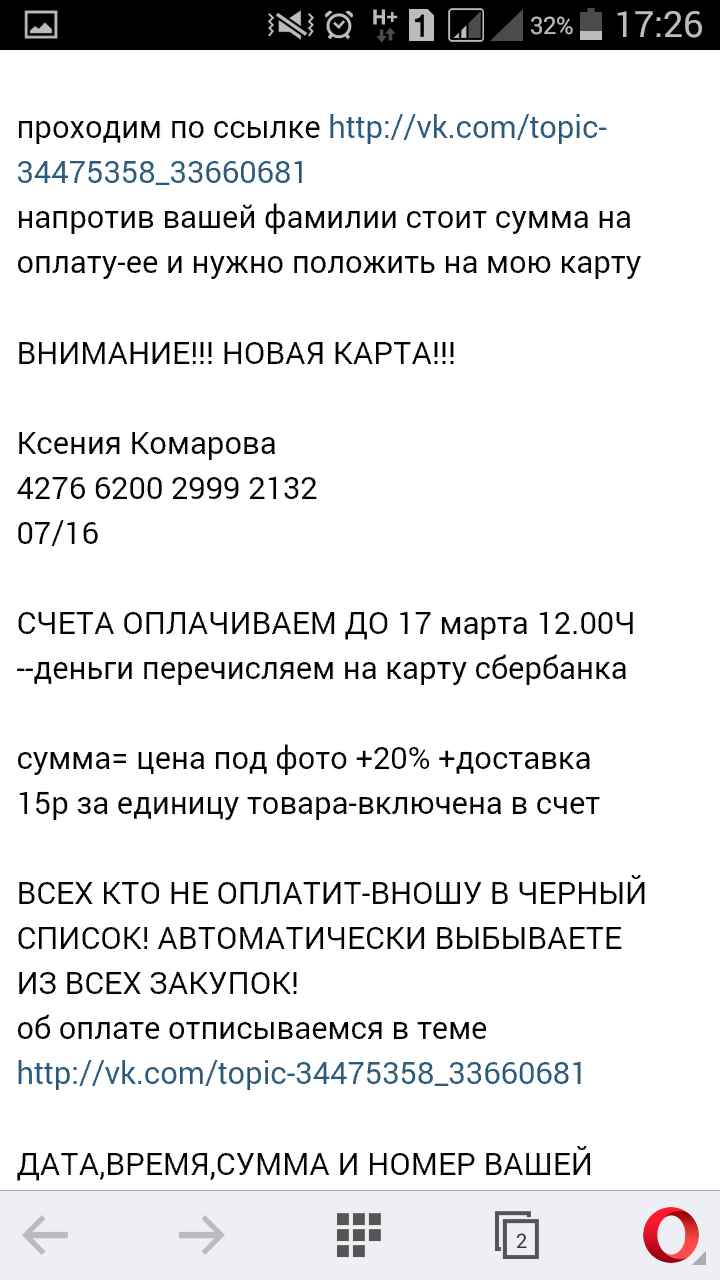 H+ 1 32% 17:26
проходим по ссылке http://vk.com/topic-
34475358_33660681
напротив вашей фамилии стоит сумма на
оплату-ее и нужно положить на мою карту
ВНИМАНИЕ!!! НОВАЯ КАРТА!!!
Ксения Комарова
4276 6200 2999 2132
07/16
СЧЕТА ОПЛАЧИВАЕМ ДО 17 марта 12.00Ч
--деньги перечисляем на карту сбербанка
сумма= цена под фото +20% +доставка
15р за единицу товара-включена в счет
ВСЕХ КТО НЕ ОПЛАТИТ-ВНОШУ В ЧЕРНЫЙ
СПИСОК! АВТОМАТИЧЕСКИ ВЫБЫВАЕТЕ
ИЗ ВСЕХ ЗАКУПОК!
об оплате отписываемся в теме
http://vk.com/topic-34475358_33660681
ДАТА,ВРЕМЯ,СУММА И НОМЕР ВАШЕЙ
2